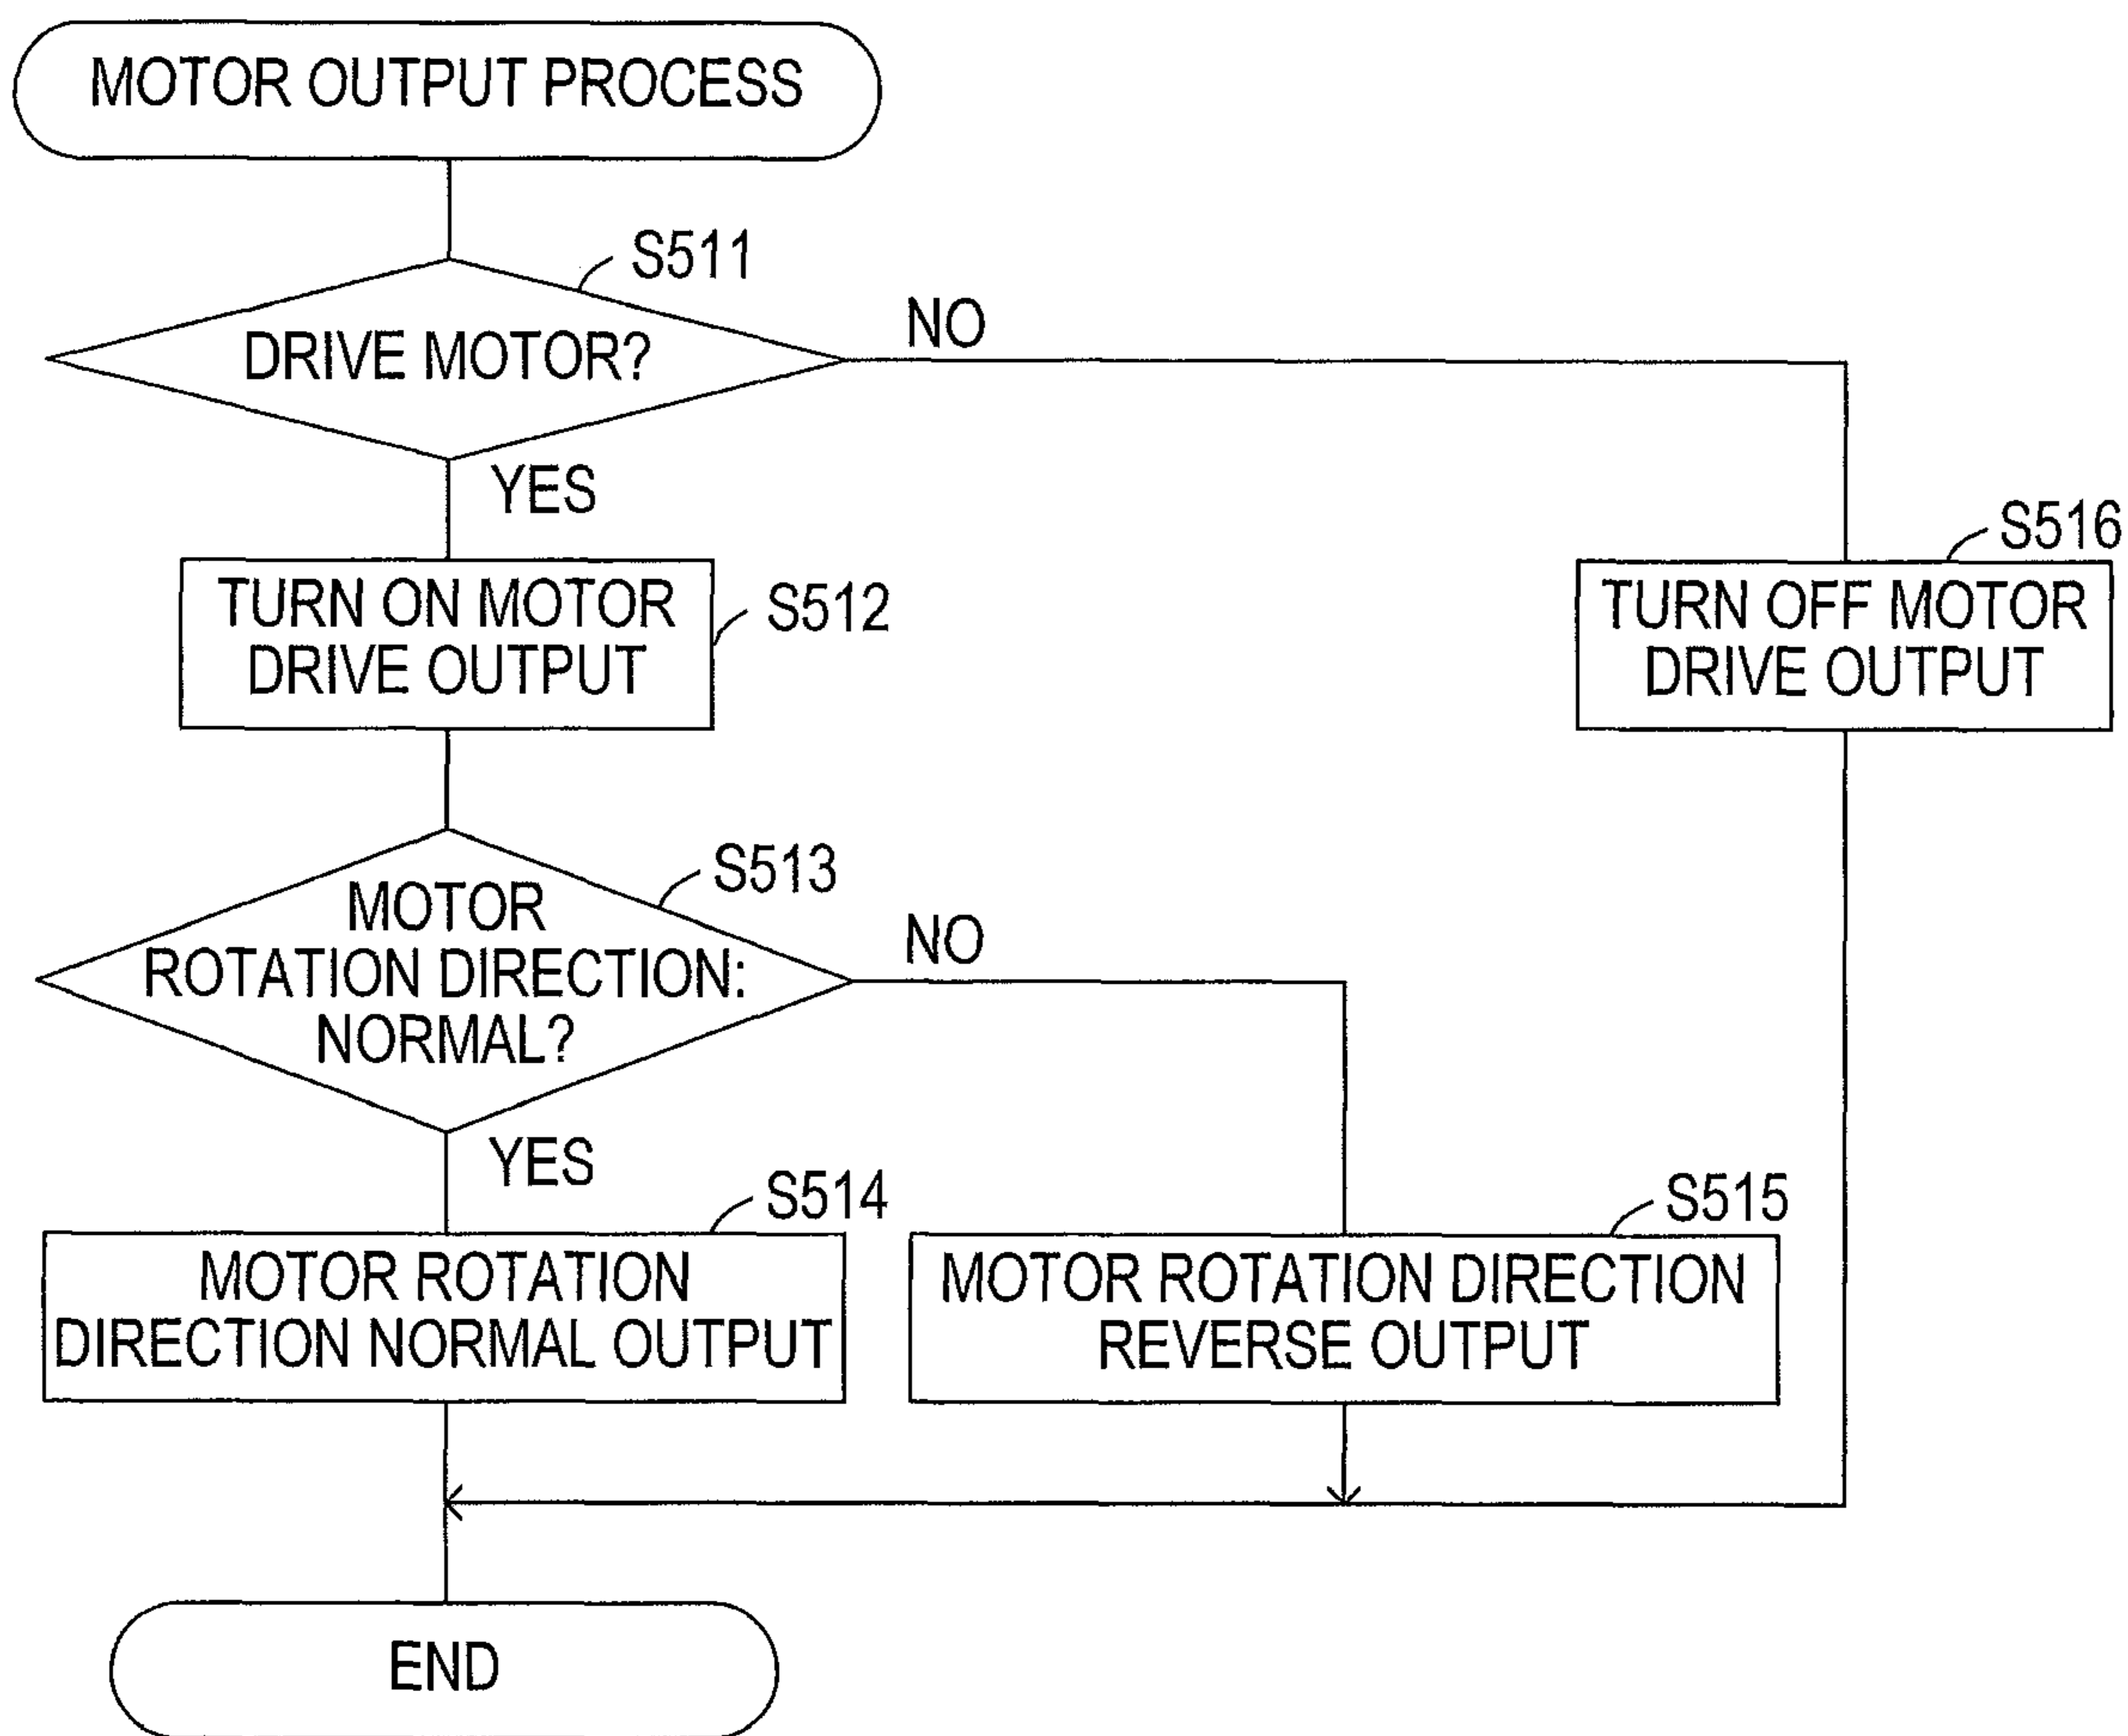 MOTOR OUTPUT PROCESS
S511
DRIVE MOTOR?
NO
YES
S512
TURN ON MOTOR
DRIVE OUTPUT
S516
TURN OFF MOTOR
DRIVE OUTPUT
S513
MOTOR
ROTATION DIRECTION:
NORMAL?
NO
YES
S514
MOTOR ROTATION
DIRECTION NORMAL OUTPUT
S515
MOTOR ROTATION DIRECTION
REVERSE OUTPUT
END